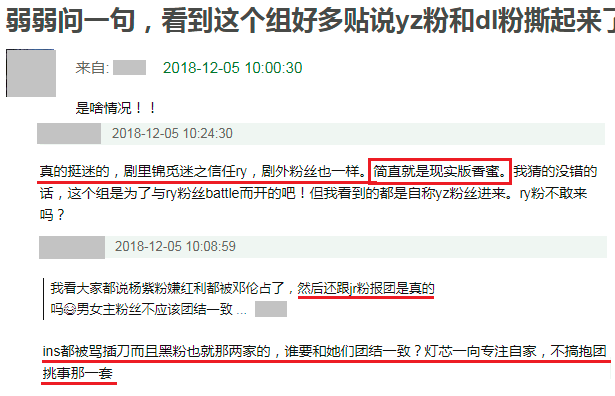 弱弱问一句，看到这个组好多贴说yz粉和dl粉撕起来了
来自: 2018-12-05 10:00:30
是啥情况！！
2018-12-05 10:24:30
真的挺迷的，剧里锦觅迷之信任ry，剧外粉丝也一样。简直就是现实版香蜜。我猜的没错的
话，这个组是为了与ry粉丝battle而开的吧！但我看到的都是自称yz粉丝进来。ry粉不敢来
吗？
2018-12-05 10:08:59
我看大家都说杨紫粉嫌红利都被邓伦占了，然后还跟jr粉报团是真的
吗😅男女主粉丝不应该团结一致 ...
ins都被骂插刀而且黑粉也就那两家的，谁要和她们团结一致？灯芯一向专注自家，不搞抱团
挑事那一套